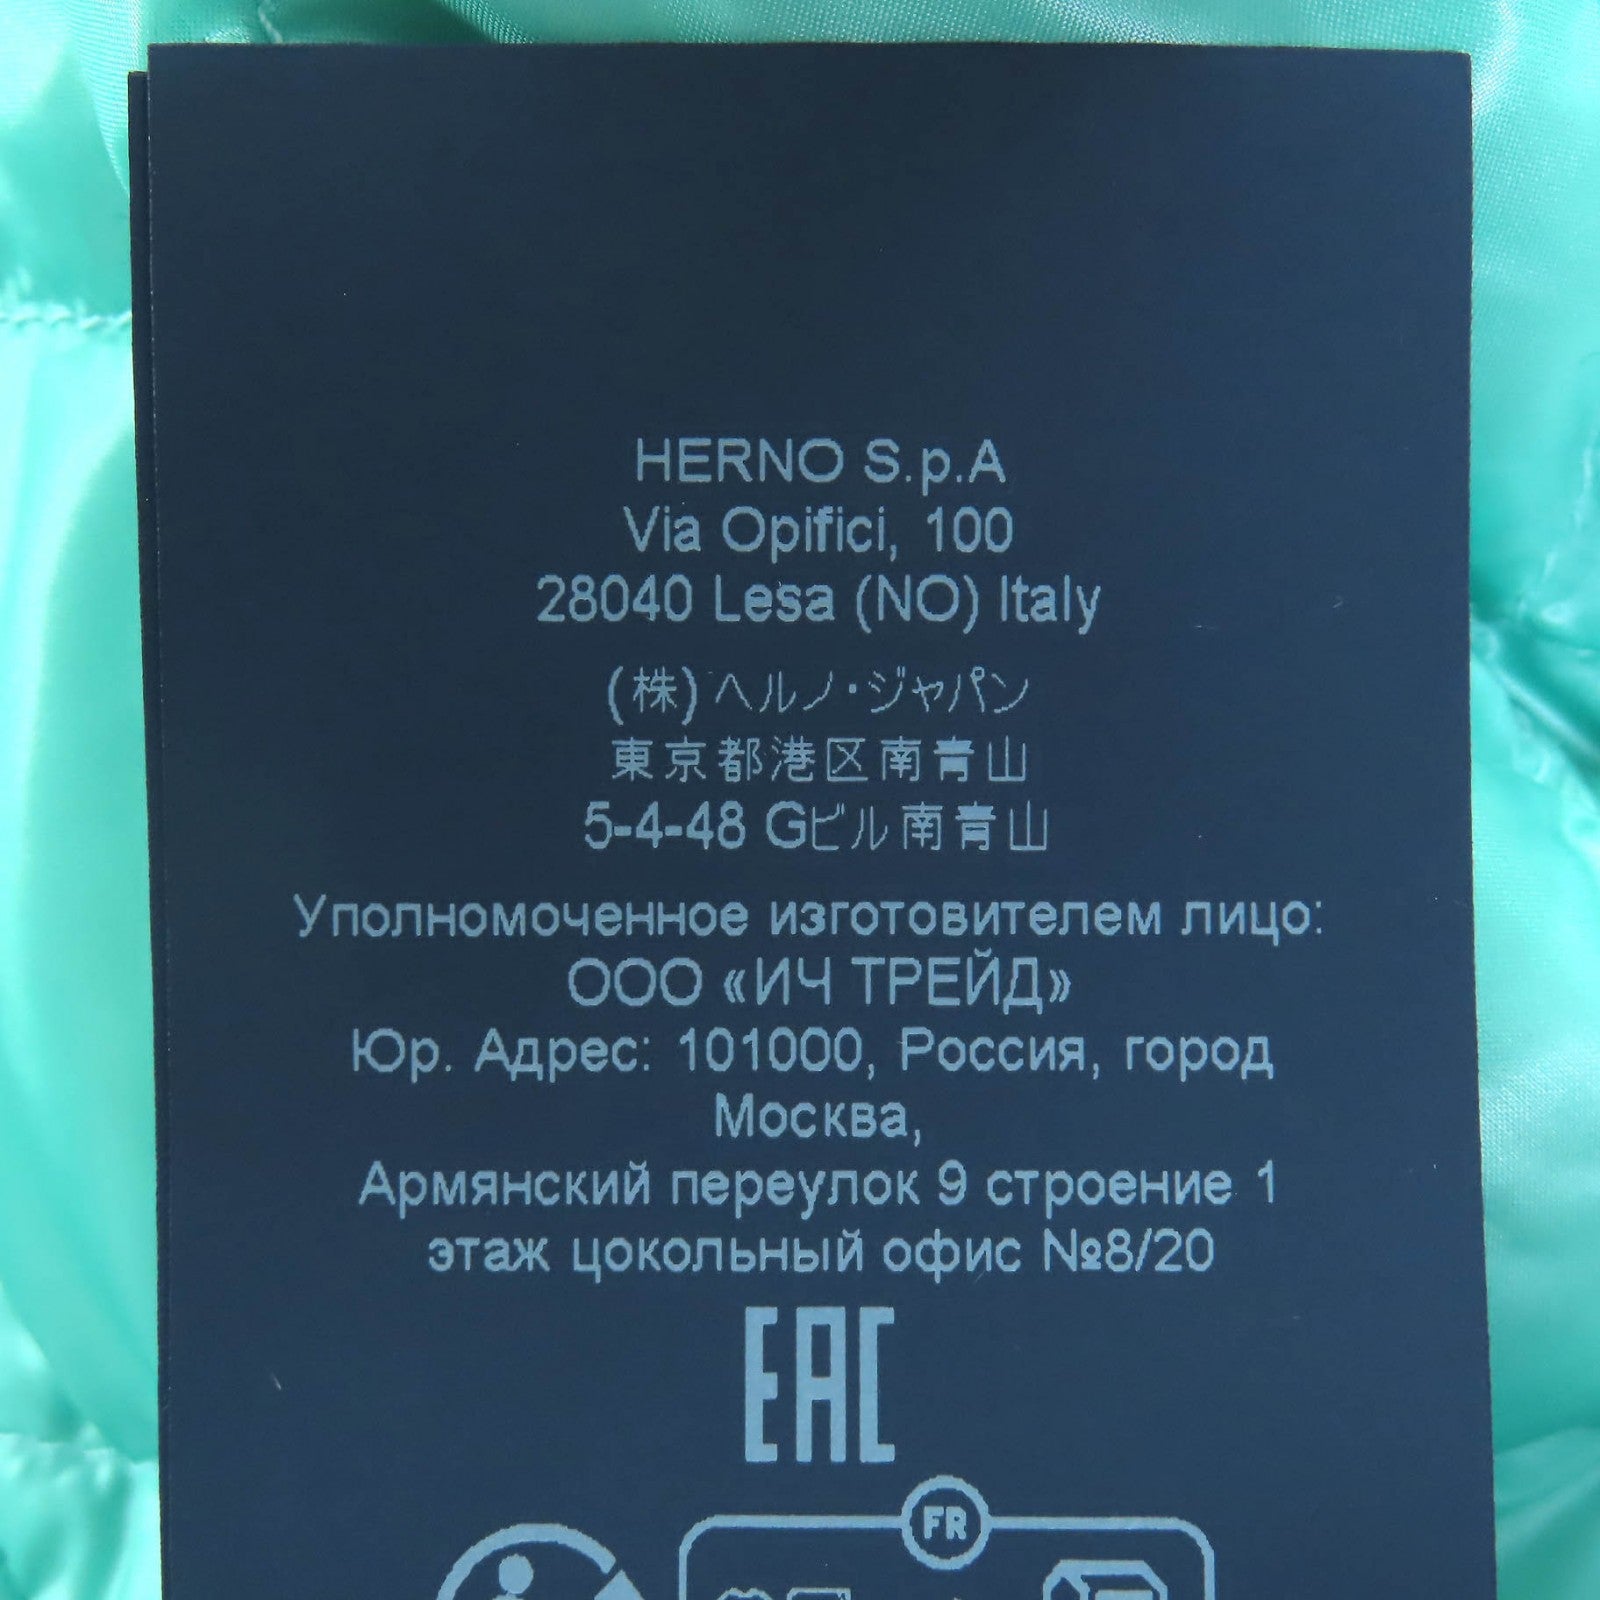 HERNO S.p.A
Via Opifici, 100
28040 Lesa (NO) Italy
(株)ヘルノ・ジャパン
東京都港区南青山
5-4-48 Gビル南青山
Уполномоченное изготовителем лицо:
ООО «ИЧ ТРЕЙД»
Юр. Адрес: 101000, Россия, город
Москва,
Армянский переулок 9 строение 1
этаж цокольный офис №8/20
EAC
FR